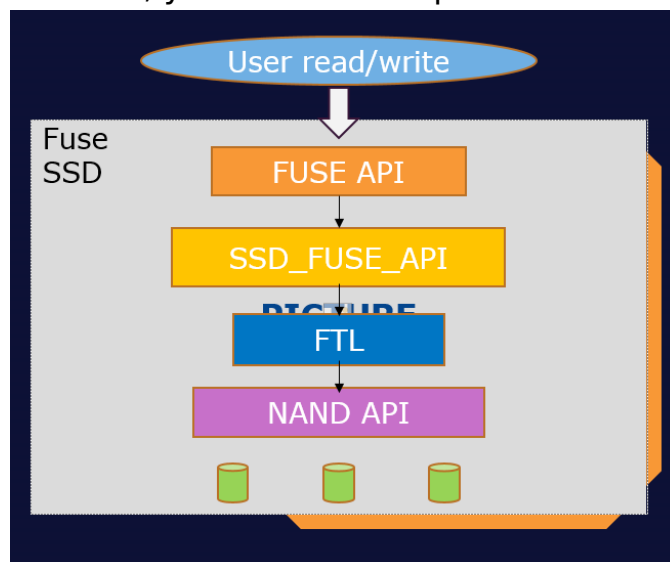 User read/write
Fuse
SSD
FUSE API
SSD_FUSE_API
FTL
NAND API